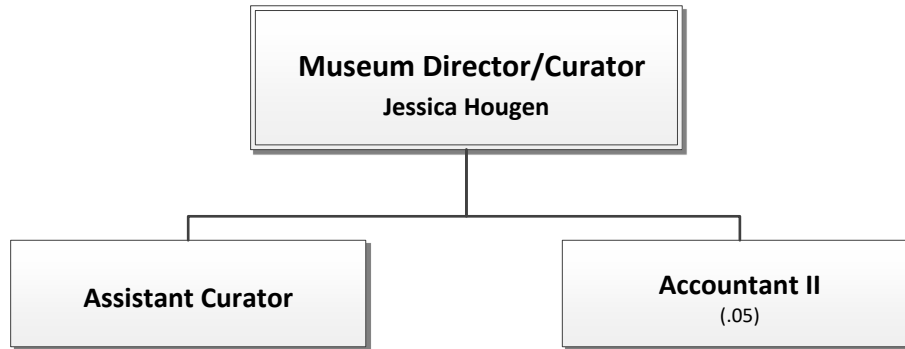 Museum Director/Curator
Jessica Hougen
Assistant Curator
Accountant II
(.05)